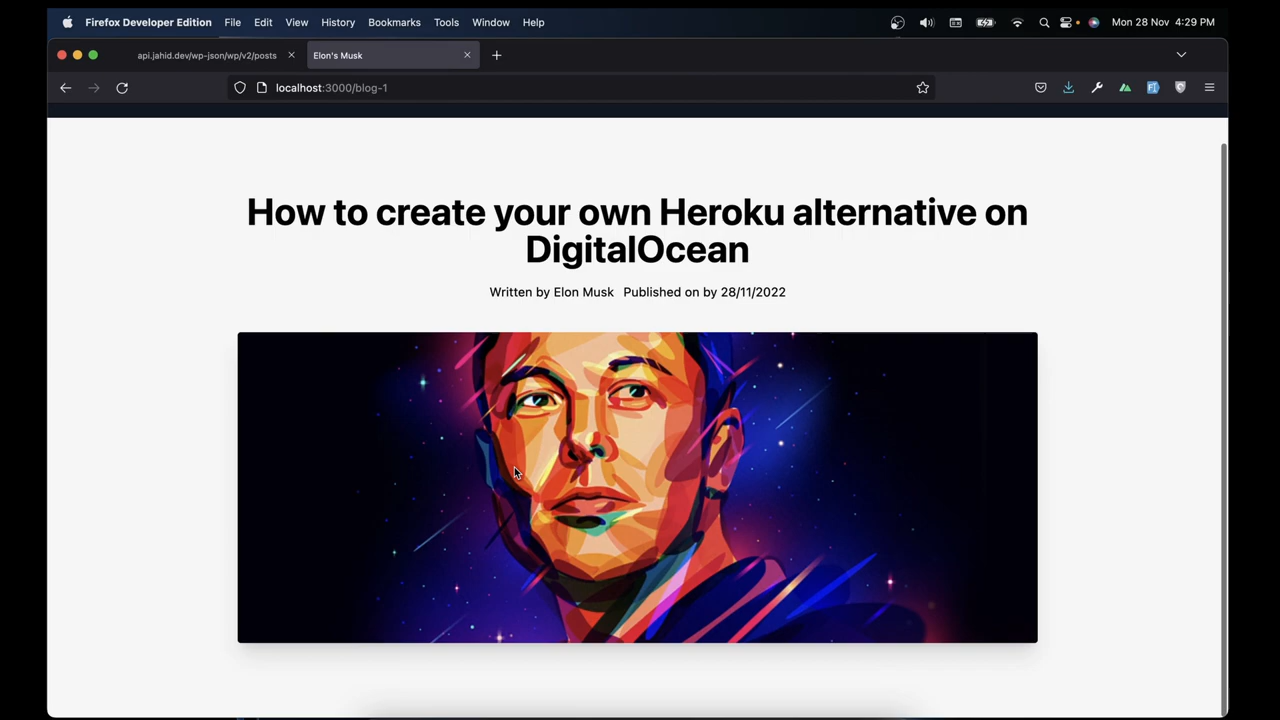 Firefox Developer Edition File Edit View History Bookmarks Tools Window Help Mon 28 Nov 4:29 PM
api.jahid.dev/wp-json/wp/v2/posts Elon's Musk
localhost:3000/blog-1
How to create your own Heroku alternative on
DigitalOcean
Written by Elon Musk Published on by 28/11/2022